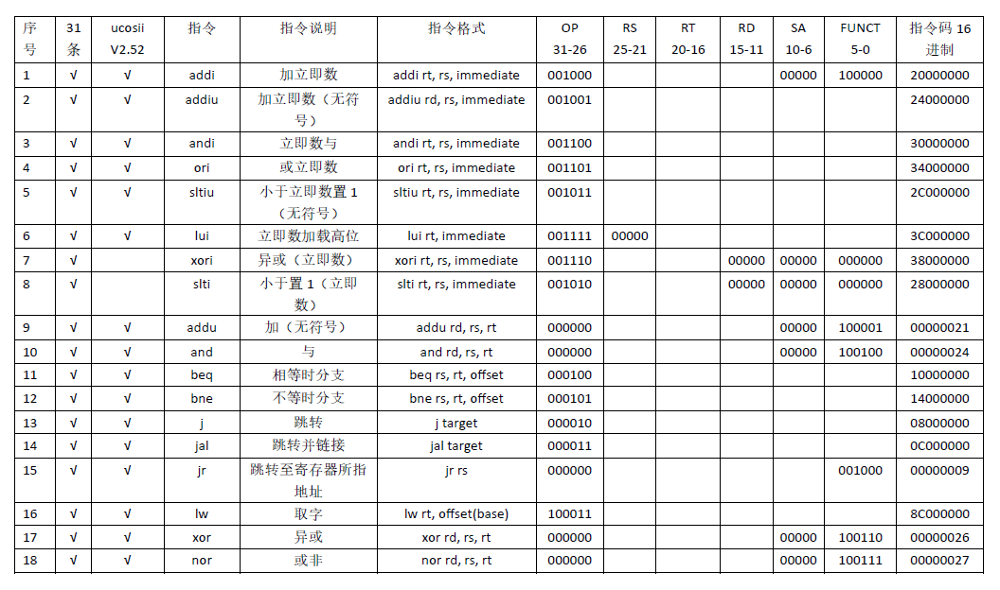 序号 31条 ucosii V2.52 指令 指令说明 指令格式 OP 31-26 RS 25-21 RT 20-16 RD 15-11 SA 10-6 FUNCT 5-0 指令码 16 进制
1 √ √ addi 加立即数 addi rt, rs, immediate 001000 00000 100000 20000000
2 √ √ addiu 加立即数（无符号） addiu rd, rs, immediate 001001 24000000
3 √ √ andi 立即数与 andi rt, rs, immediate 001100 30000000
4 √ √ ori 或立即数 ori rt, rs, immediate 001101 34000000
5 √ √ sltiu 小于立即数置 1（无符号） sltiu rt, rs, immediate 001011 2C000000
6 √ √ lui 立即数加载高位 lui rt, immediate 001111 00000 3C000000
7 √ xori 异或（立即数） xori rt, rs, immediate 001110 00000 00000 000000 38000000
8 √ slti 小于置 1（立即数） slti rt, rs, immediate 001010 00000 00000 000000 28000000
9 √ √ addu 加（无符号） addu rd, rs, rt 000000 00000 100001 00000021
10 √ √ and 与 and rd, rs, rt 000000 00000 100100 00000024
11 √ √ beq 相等时分支 beq rs, rt, offset 000100 10000000
12 √ √ bne 不等时分支 bne rs, rt, offset 000101 14000000
13 √ √ j 跳转 j target 000010 08000000
14 √ √ jal 跳转并链接 jal target 000011 0C000000
15 √ √ jr 跳转至寄存器所指地址 jr rs 000000 001000 00000009
16 √ √ lw 取字 lw rt, offset(base) 100011 8C000000
17 √ √ xor 异或 xor rd, rs, rt 000000 00000 100110 00000026
18 √ √ nor 或非 nor rd, rs, rt 000000 00000 100111 00000027